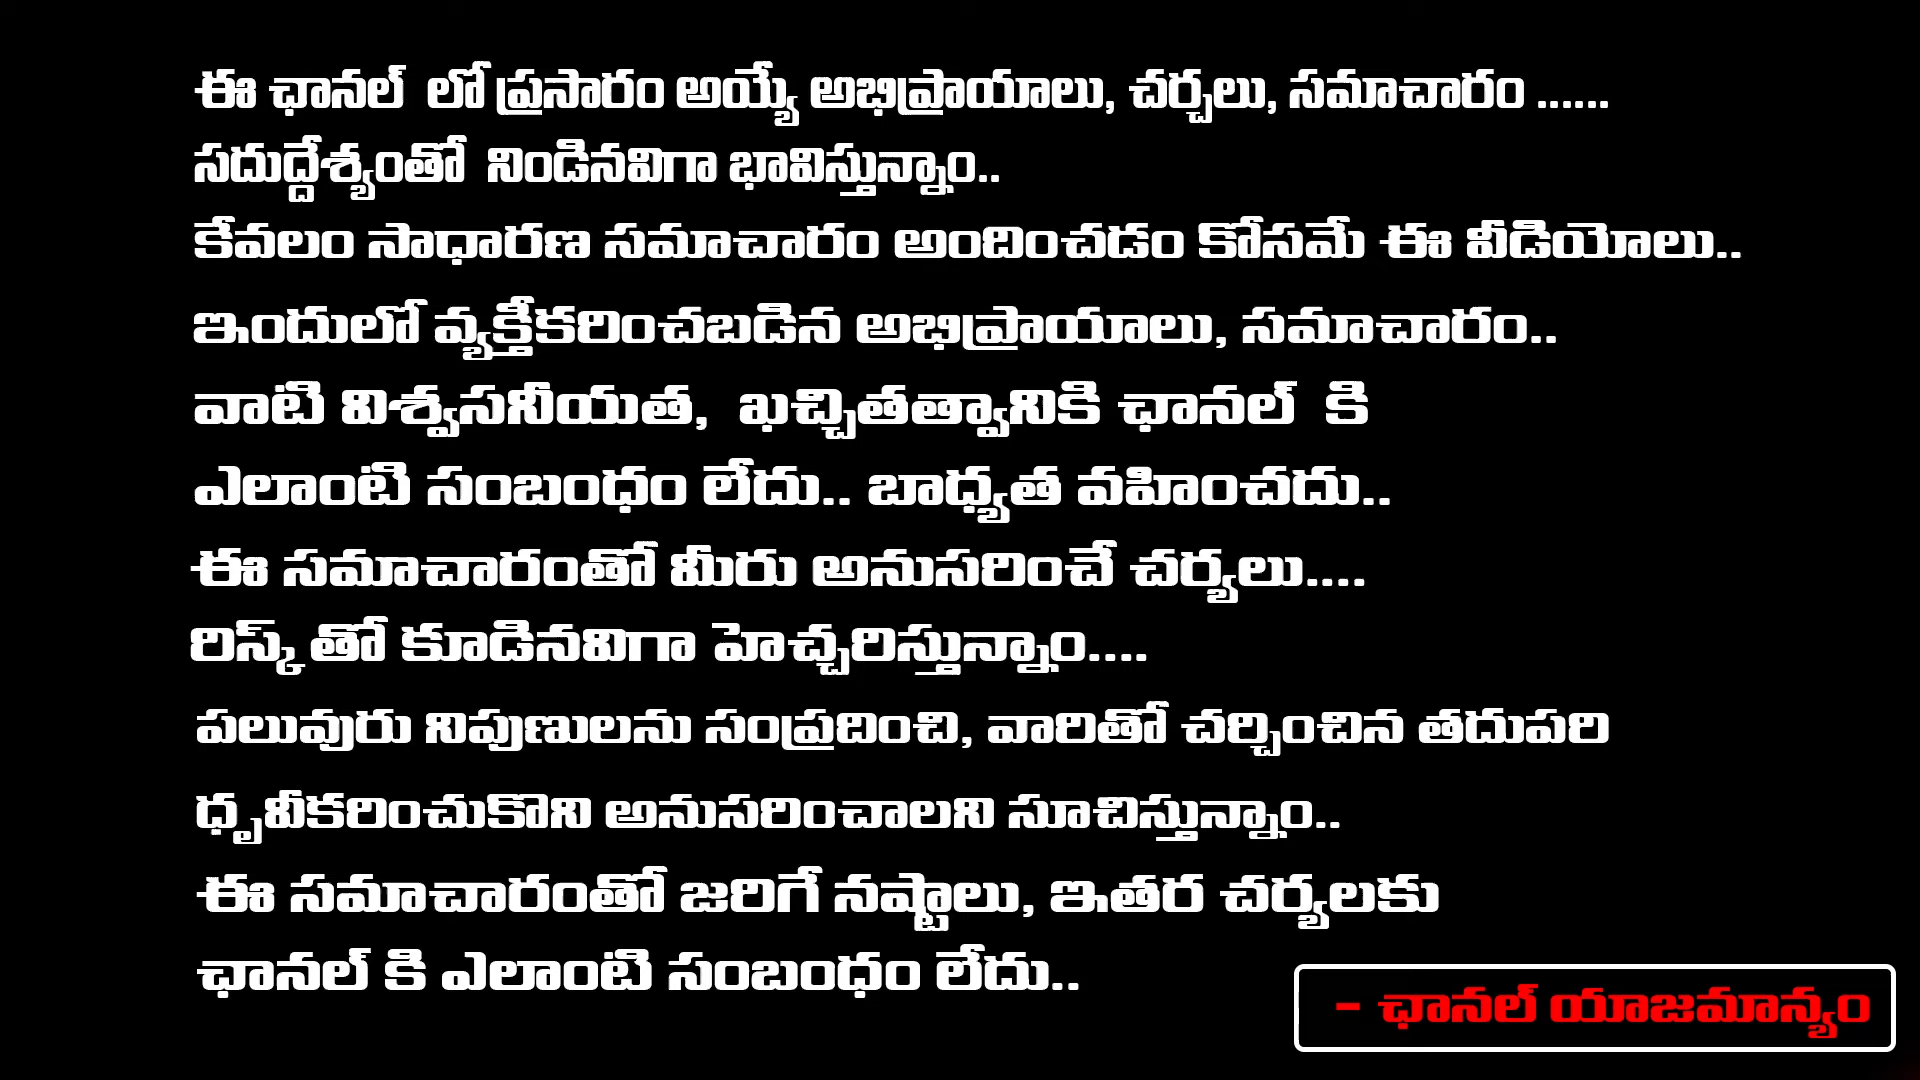 ఈ ఛానల్ లో ప్రసారం అయ్యే అభిప్రాయాలు, చర్చలు, సమాచారం ......
సదుద్దేశ్యంతో నిండినవిగా భావిస్తున్నాం..
కేవలం సాధారణ సమాచారం అందించడం కోసమే ఈ వీడియోలు..
ఇందులో వ్యక్తీకరించబడిన అభిప్రాయాలు, సమాచారం..
వాటి విశ్వసనీయత, ఖచ్చితత్వానికి ఛానల్ కి
ఎలాంటి సంబంధం లేదు.. బాధ్యత వహించదు..
ఈ సమాచారంతో మీరు అనుసరించే చర్యలు....
రిస్క్ తో కూడినవిగా హెచ్చరిస్తున్నాం....
పలువురు నిపుణులను సంప్రదించి, వారితో చర్చించిన తదుపరి
ధృవీకరించుకొని అనుసరించాలని సూచిస్తున్నాం..
ఈ సమాచారంతో జరిగే నష్టాలు, ఇతర చర్యలకు
ఛానల్ కి ఎలాంటి సంబంధం లేదు..
- ఛానల్ యాజమాన్యం